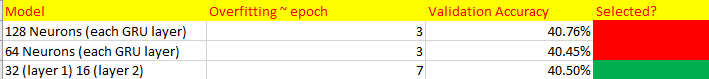 Model Overfitting ~ epoch Validation Accuracy Selected?
128 Neurons (each GRU layer) 3 40.76%
64 Neurons (each GRU layer) 3 40.45%
32 (layer 1) 16 (layer 2) 7 40.50%